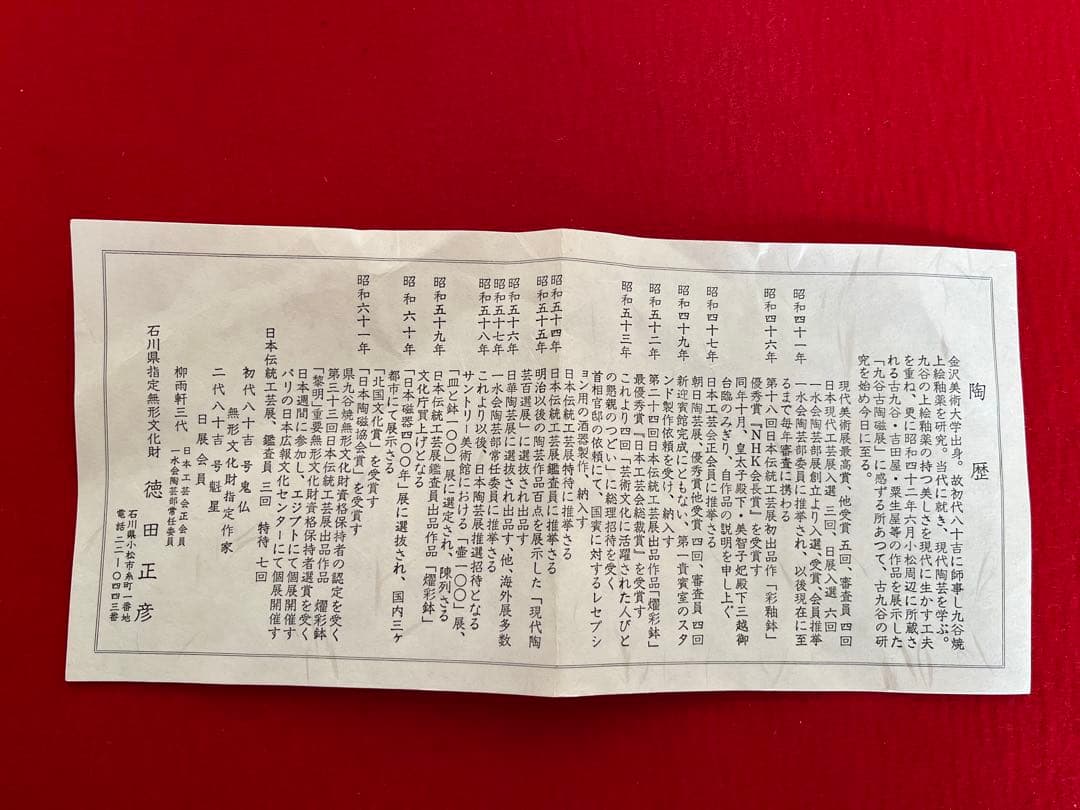 陶歴
金沢美術大学出身。故初代八十吉に師事し九谷焼
上絵釉薬を研究。当代に就き、現代陶芸を学ぶ。
九谷の上絵釉薬の持つ美しさを現代に生かす工夫
を重ね、更に昭和四十二年六月小松周辺に所蔵さ
れる古九谷・吉田屋・粟生屋等の作品を展示した
「九谷古陶磁展」に感ずる所あつて、古九谷の研
究を始め今日に至る。
現代美術展最高賞、他受賞 五回、審査員 四回
日本現代工芸展入選 三回、日展入選 六回
昭和四十一年 一水会陶芸部展創立より入選、受賞、会員推挙
一水会陶芸部委員に推挙され、以後現在に至
るまで毎年審査に携わる
昭和四十六年 第十八回日本伝統工芸展初出品作「彩釉鉢」
優秀賞『NHK会長賞』を受賞す
同年十月、皇太子殿下・美智子妃殿下三越御
台臨のみぎり、自作品の説明を申し上ぐ
昭和四十七年 日本工芸会正会員に推挙さる
朝日陶芸展、優秀賞他受賞 四回、審査員 四回
昭和四十九年 新迎賓館完成にともない、第一貴賓室のスタ
ンド製作依頼を受け、納入す
昭和五十二年 第二十四回日本伝統工芸展出品作品「燿彩鉢」
最優秀賞『日本工芸会総裁賞』を受賞す
昭和五十三年 これより四回「芸術文化に活躍された人びと
の懇親のつどい」に総理招待を受く
首相官邸の依頼にて、国賓に対するレセプシ
ョン用の酒器製作、納入す
日本伝統工芸展特待に推挙さる
昭和五十四年 日本伝統工芸展鑑査員に推挙さる
昭和五十五年 明治以後の陶芸作品百点を展示した「現代陶
芸百選展」に選抜され出品す
昭和五十六年 日華陶芸展に選抜され出品す、他、海外展多数
昭和五十七年 一水会陶芸部常任委員に推挙さる
昭和五十八年 これより以後、日本陶芸展推選招待となる
サントリー美術館における「壷一〇〇」展、
「皿と鉢一〇〇」展に選定され、陳列さる
昭和五十九年 日本伝統工芸展鑑査員出品作品「燿彩鉢」
文化庁買上げとなる
昭和六十年 「日本磁器四〇〇年」展に選抜され、国内三ヶ
都市にて展示さる
「北国文化賞」を受賞す
昭和六十一年 「日本陶磁協会賞」を受賞す
県九谷焼無形文化財資格保持者の認定を受く
第三十三回日本伝統工芸展出品作品 燿彩鉢
「黎明」重要無形文化財資格保持者選賞を受く
日本週間に参加し、エジプトにて個展開催す
パリの日本広報文化センターにて個展開催す
日本伝統工芸展、鑑査員 三回 特待 七回
初代八十吉 号 鬼仏
無形文化財指定作家
二代八十吉 号 魁星
日展会員
柳雨軒三代
日本工芸会正会員
一水会陶芸部常任委員
石川県指定無形文化財 徳田正彦
石川県小松市糸町一番地
電話 二二-〇四四三番